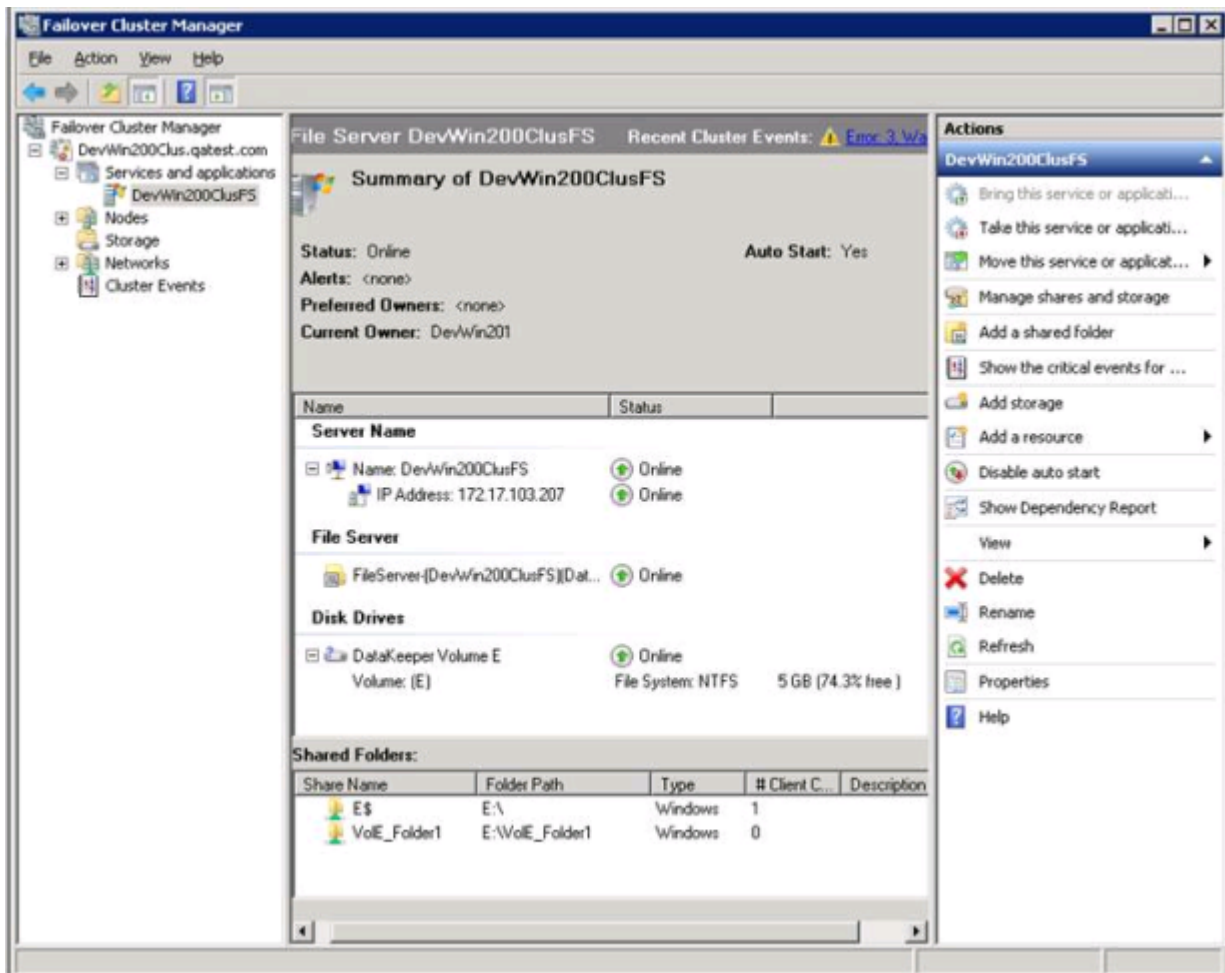 Failover Cluster Manager
File Action View Help
Failover Cluster Manager
DevWin200Clus.qatest.com
Services and applications
DevWin200ClusFS
Nodes
Storage
Networks
Cluster Events
File Server DevWin200ClusFS Recent Cluster Events: Error: 3, Wa
Summary of DevWin200ClusFS
Status: Online Auto Start: Yes
Alerts: <none>
Preferred Owners: <none>
Current Owner: DevWin201
Name Status
Server Name
Name: DevWin200ClusFS Online
IP Address: 172.17.103.207 Online
File Server
FileServer-(DevWin200ClusFS)(Dat... Online
Disk Drives
DataKeeper Volume E Online
Volume: (E) File System: NTFS 5 GB (74.3% free )
Shared Folders:
Share Name Folder Path Type # Client C... Description
E$ E:\ Windows 1
VolE_Folder1 E:\VolE_Folder1 Windows 0
Actions
DevWin200ClusFS
Bring this service or applicati...
Take this service or applicati...
Move this service or applicat...
Manage shares and storage
Add a shared folder
Show the critical events for ...
Add storage
Add a resource
Disable auto start
Show Dependency Report
View
Delete
Rename
Refresh
Properties
Help